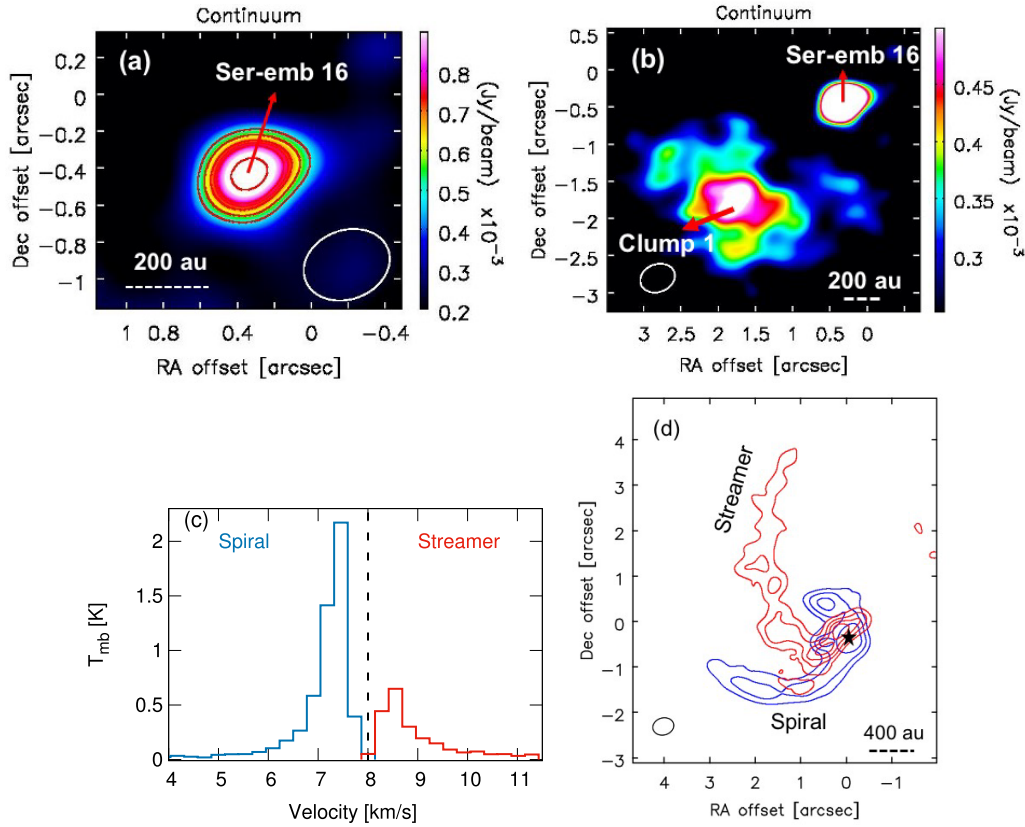 Continuum
(a)
Ser-emb 16
200 au
0.2
0
−0.2
−0.4
−0.6
−0.8
−1
Dec offset [arcsec]
1 0.8 0.4 0 −0.4
RA offset [arcsec]
0.8
0.7
0.6
0.5
0.4
0.3
0.2
(Jy/beam) x10⁻³
Continuum
(b)
Ser-emb 16
Clump 1
200 au
0.5
0
−0.5
−1
−1.5
−2
−2.5
−3
Dec offset [arcsec]
3 2.5 2 1.5 1 0.5 0
RA offset [arcsec]
0.45
0.4
0.35
0.3
(Jy/beam) x10⁻³
(c)
Spiral
Streamer
2
1.5
1
0.5
0
T_mb [K]
4 5 6 7 8 9 10 11
Velocity [km/s]
(d)
Streamer
Spiral
400 au
4
3
2
1
0
−1
−2
−3
Dec offset [arcsec]
4 3 2 1 0 −1
RA offset [arcsec]